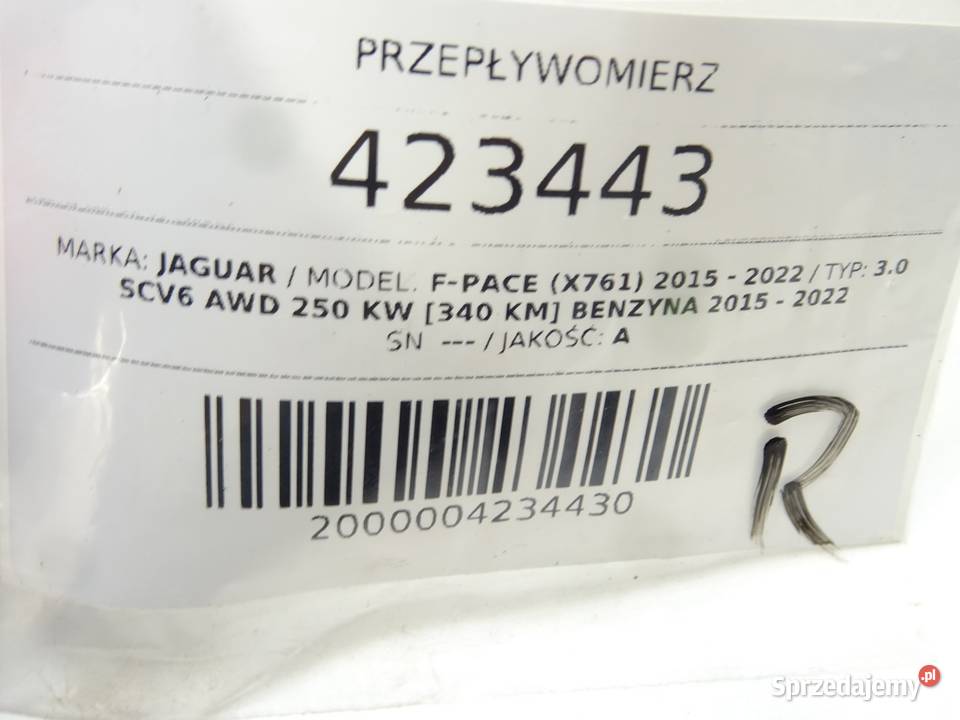 PRZEPŁYWOMIERZ
423443
MARKA: JAGUAR / MODEL: F-PACE (X761) 2015 - 2022 / TYP: 3.0
SCV6 AWD 250 KW [340 KM] BENZYNA 2015 - 2022
SN --- / JAKOŚĆ: A
2000004234430
R
Sprzedajemy.pl